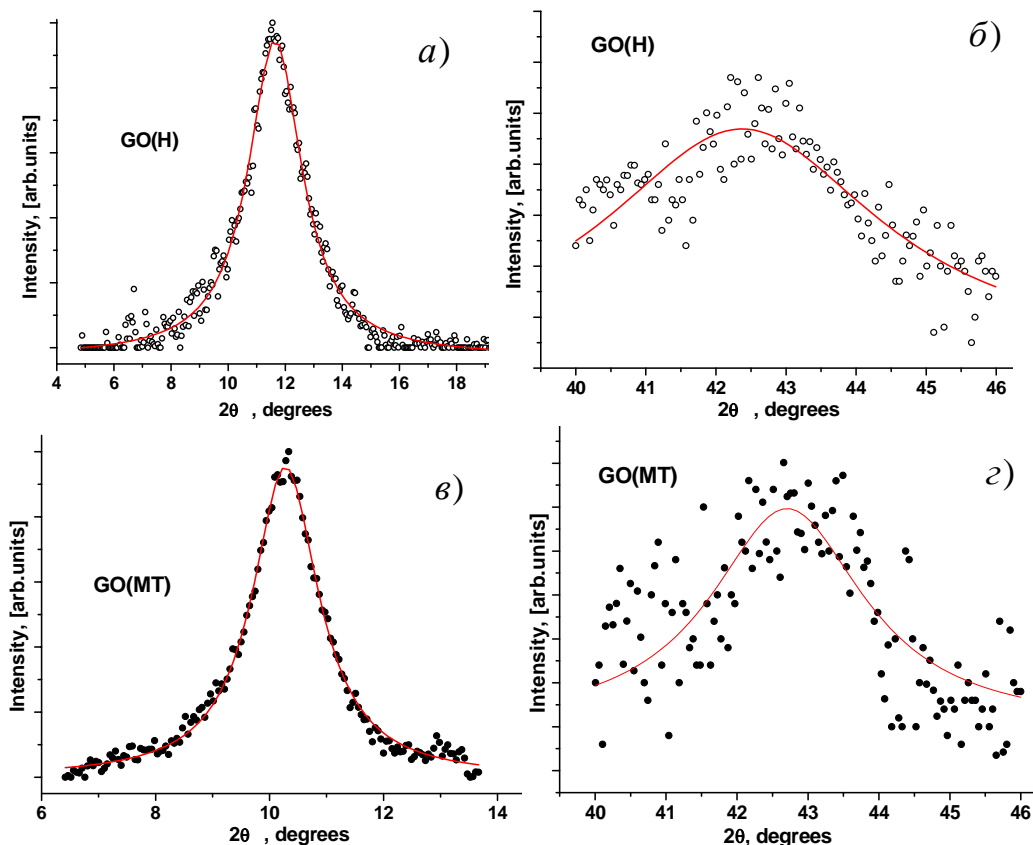 а)
GO(H)
Intensity, [arb.units]
4 6 8 10 12 14 16 18
2θ , degrees
б)
GO(H)
Intensity, [arb.units]
40 41 42 43 44 45 46
2θ , degrees
в)
GO(MT)
Intensity, [arb.units]
6 8 10 12 14
2θ , degrees
г)
GO(MT)
Intensity, [arb.units]
40 41 42 43 44 45 46
2θ, degrees